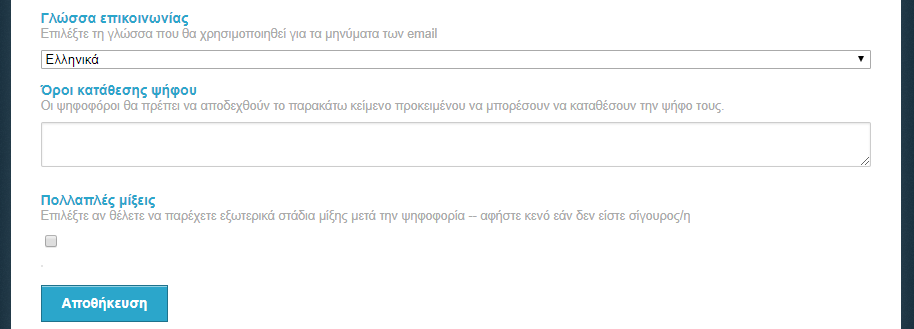 Γλώσσα επικοινωνίας
Επιλέξτε τη γλώσσα που θα χρησιμοποιηθεί για τα μηνύματα των email
Ελληνικά
Όροι κατάθεσης ψήφου
Οι ψηφοφόροι θα πρέπει να αποδεχθούν το παρακάτω κείμενο προκειμένου να μπορέσουν να καταθέσουν την ψήφο τους.
Πολλαπλές μίξεις
Επιλέξτε αν θέλετε να παρέχετε εξωτερικά στάδια μίξης μετά την ψηφοφορία -- αφήστε κενό εάν δεν είστε σίγουρος/η
.
Αποθήκευση